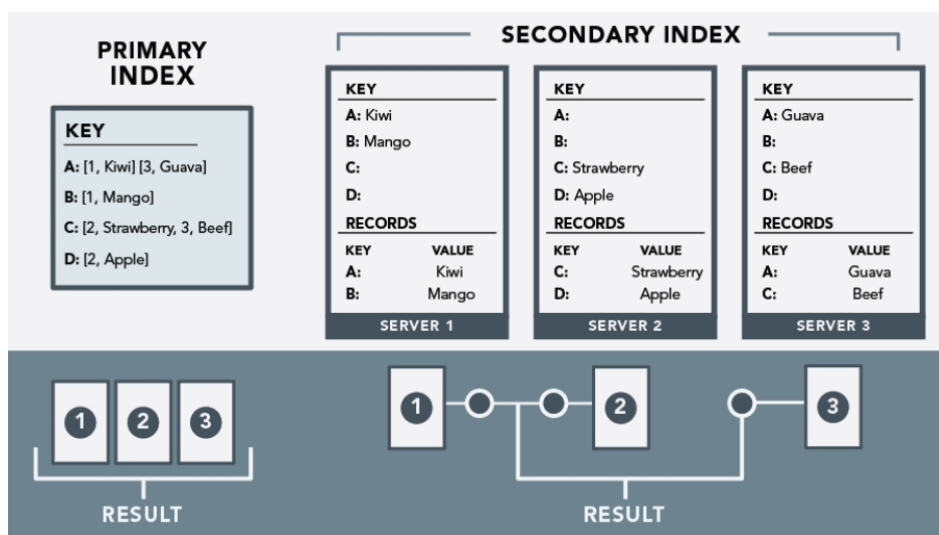 PRIMARY
INDEX
KEY
A: [1, Kiwi] [3, Guava]
B: [1, Mango]
C: [2, Strawberry, 3, Beef]
D: [2, Apple]
SECONDARY INDEX
KEY
A: Kiwi
B: Mango
C:
D:
RECORDS
KEY VALUE
A: Kiwi
B: Mango
SERVER 1
KEY
A:
B:
C: Strawberry
D: Apple
RECORDS
KEY VALUE
C: Strawberry
D: Apple
SERVER 2
KEY
A: Guava
B:
C: Beef
D:
RECORDS
KEY VALUE
A: Guava
C: Beef
SERVER 3
1 2 3
RESULT
1 2 3
RESULT